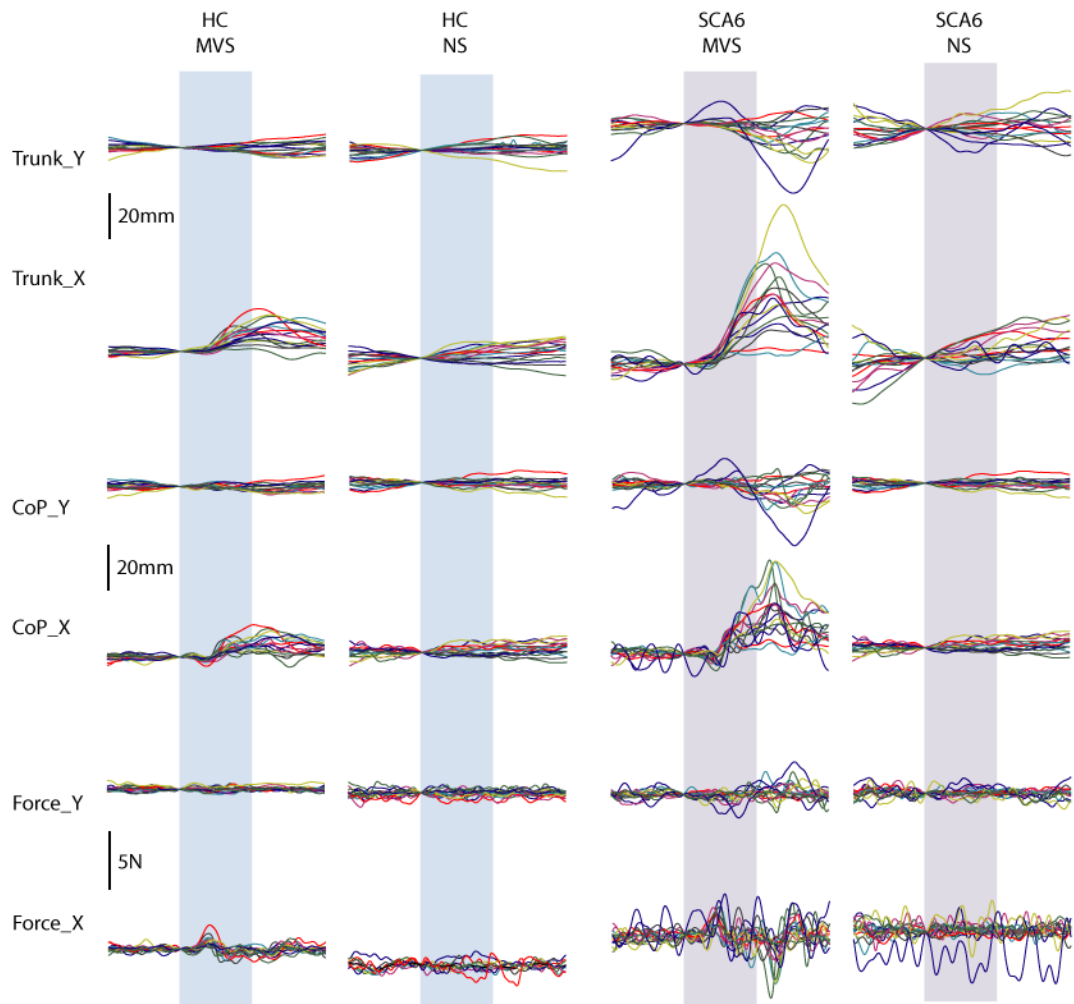 HC HC SCA6 SCA6
MVS NS MVS NS
Trunk_Y
20mm
Trunk_X
CoP_Y
20mm
CoP_X
Force_Y
5N
Force_X